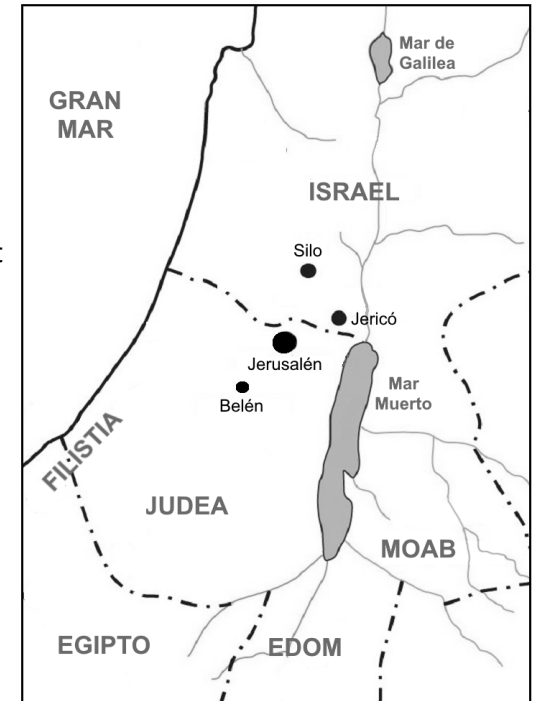 Mar de
Galilea
GRAN
MAR
ISRAEL
Silo
Jericó
Jerusalén
Mar
Muerto
Belén
FILISTIA
JUDEA
MOAB
EGIPTO
EDOM